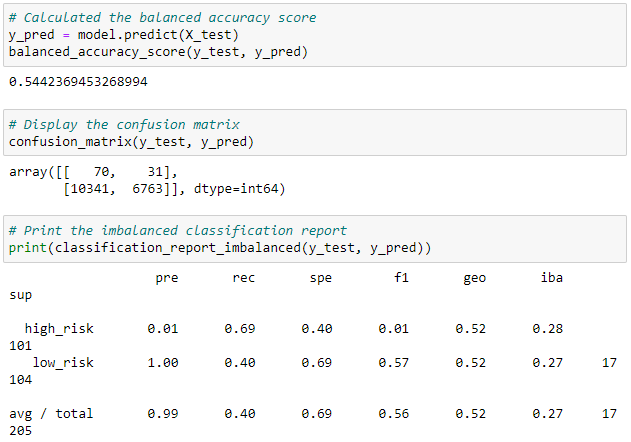 # Calculated the balanced accuracy score
y_pred = model.predict(X_test)
balanced_accuracy_score(y_test, y_pred)
0.5442369453268994
# Display the confusion matrix
confusion_matrix(y_test, y_pred)
array([[   70,    31],
       [10341,  6763]], dtype=int64)
# Print the imbalanced classification report
print(classification_report_imbalanced(y_test, y_pred))
                   pre       rec       spe        f1       geo       iba
sup
  high_risk       0.01      0.69      0.40      0.01      0.52      0.28
101
   low_risk       1.00      0.40      0.69      0.57      0.52      0.27     17
104
avg / total       0.99      0.40      0.69      0.56      0.52      0.27     17
205